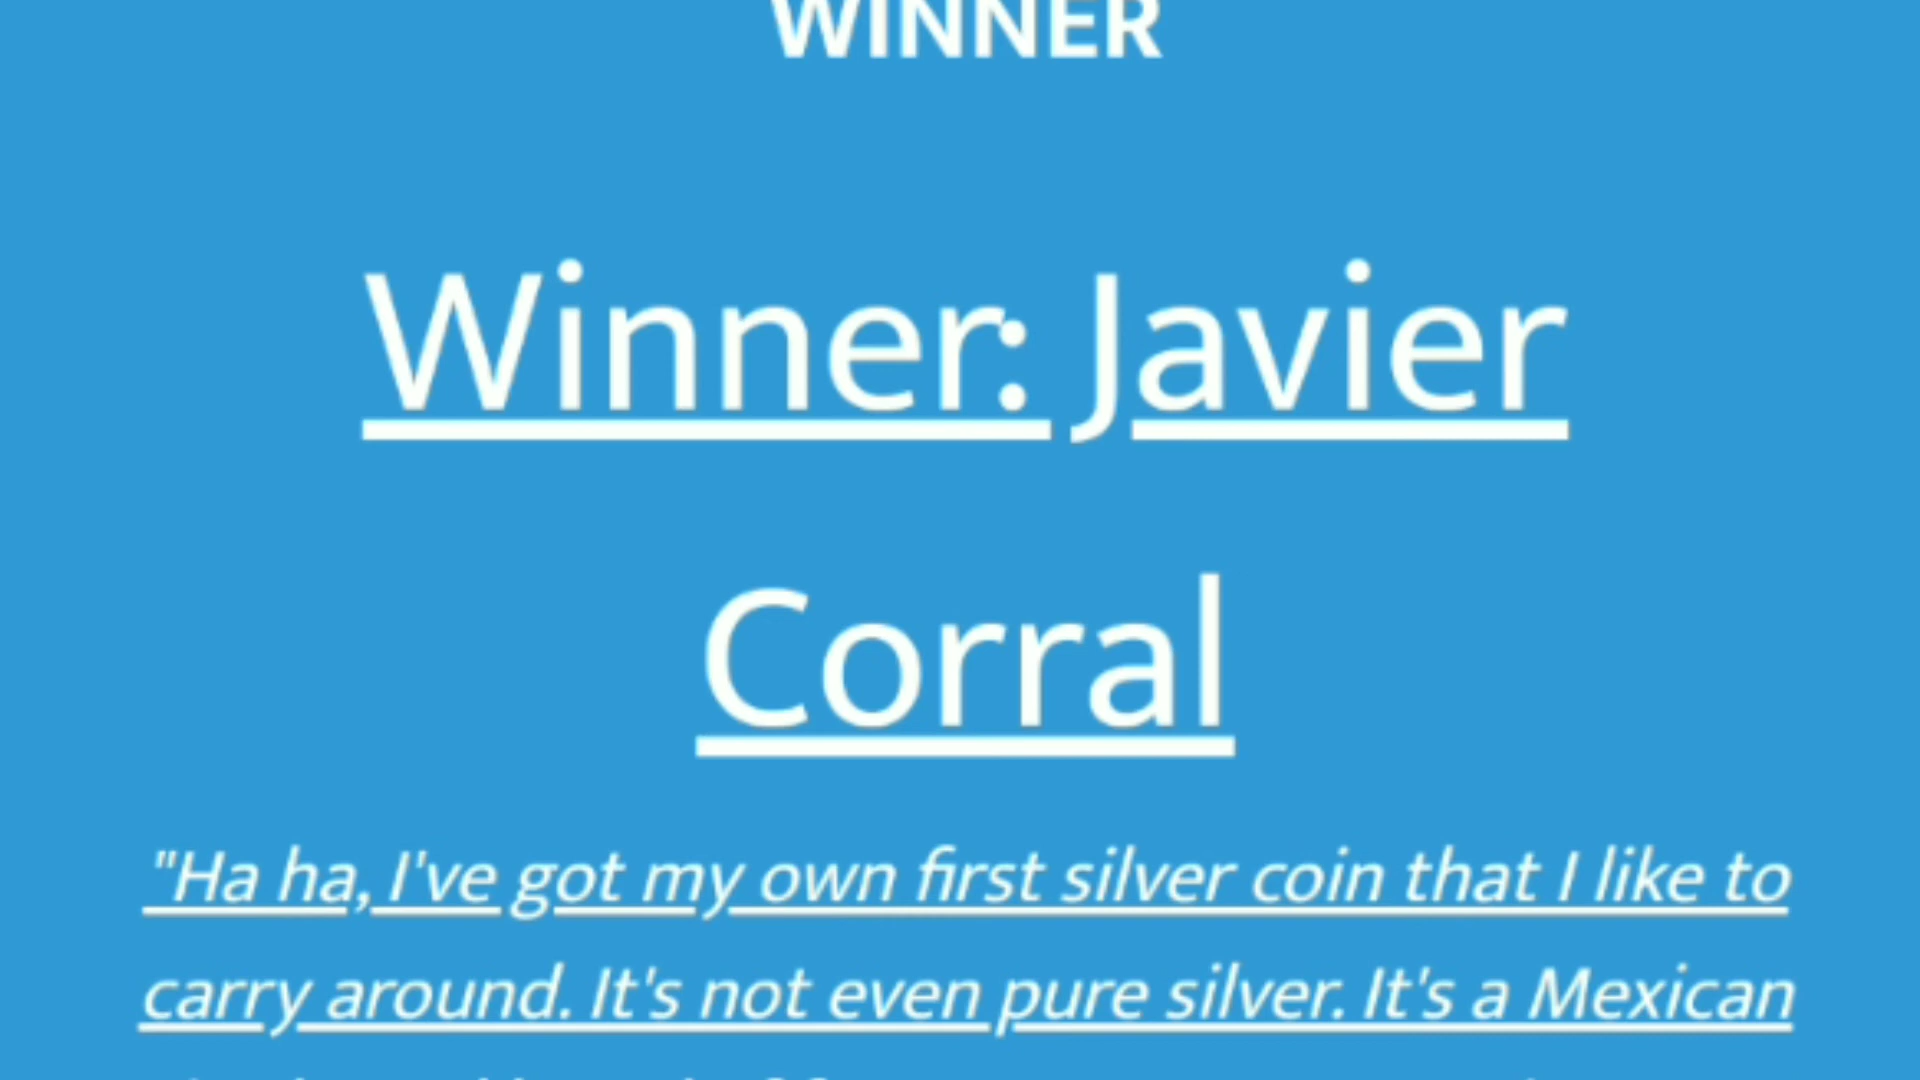 WINNER
Winner: Javier
Corral
"Ha ha, I've got my own first silver coin that I like to
carry around. It's not even pure silver. It's a Mexican